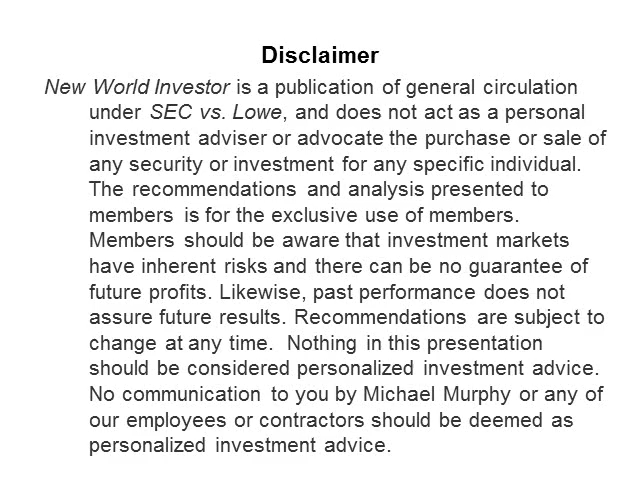 Disclaimer
New World Investor is a publication of general circulation
under SEC vs. Lowe, and does not act as a personal
investment adviser or advocate the purchase or sale of
any security or investment for any specific individual.
The recommendations and analysis presented to
members is for the exclusive use of members.
Members should be aware that investment markets
have inherent risks and there can be no guarantee of
future profits. Likewise, past performance does not
assure future results. Recommendations are subject to
change at any time. Nothing in this presentation
should be considered personalized investment advice.
No communication to you by Michael Murphy or any of
our employees or contractors should be deemed as
personalized investment advice.